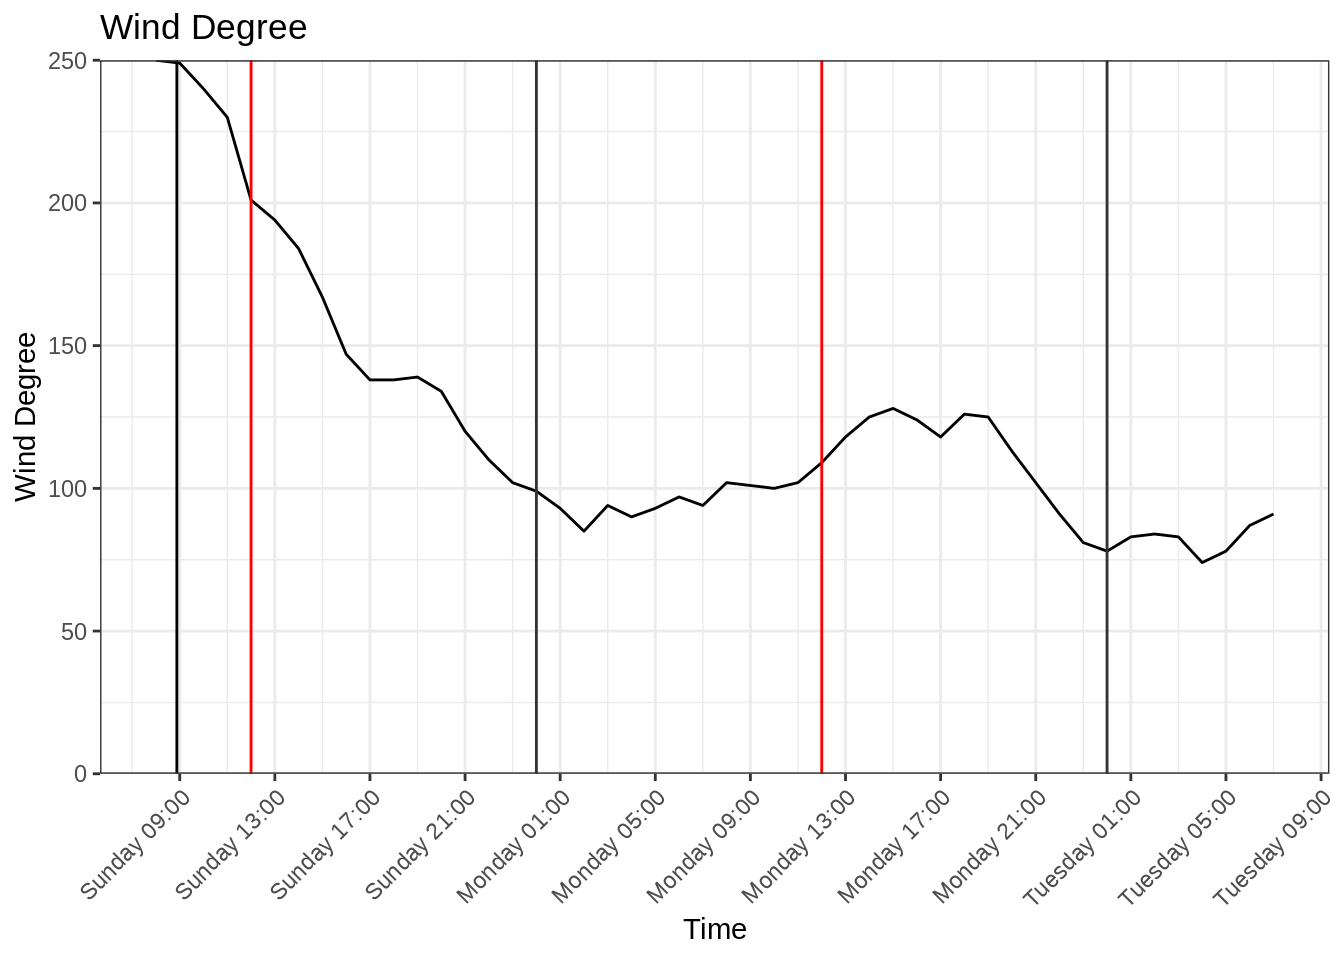 Wind Degree
Wind Degree
250
200
150
100
50
0
Sunday 09:00
Sunday 13:00
Sunday 17:00
Sunday 21:00
Monday 01:00
Monday 05:00
Monday 09:00
Monday 13:00
Monday 17:00
Monday 21:00
Tuesday 01:00
Tuesday 05:00
Tuesday 09:00
Time